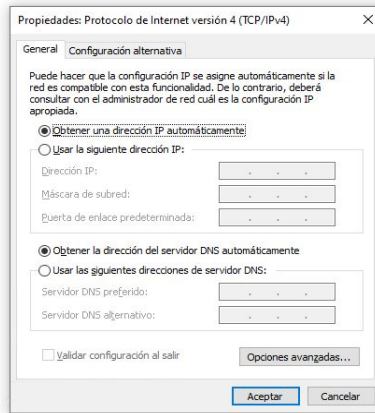 Propiedades: Protocolo de Internet versión 4 (TCP/IPv4)
General Configuración alternativa
Puede hacer que la configuración IP se asigne automáticamente si la
red es compatible con esta funcionalidad. De lo contrario, deberá
consultar con el administrador de red cuál es la configuración IP
apropiada.
Obtener una dirección IP automáticamente
Usar la siguiente dirección IP:
Dirección IP:
Máscara de subred:
Puerta de enlace predeterminada:
Obtener la dirección del servidor DNS automáticamente
Usar las siguientes direcciones de servidor DNS:
Servidor DNS preferido:
Servidor DNS alternativo:
Validar configuración al salir
Opciones avanzadas...
Aceptar Cancelar